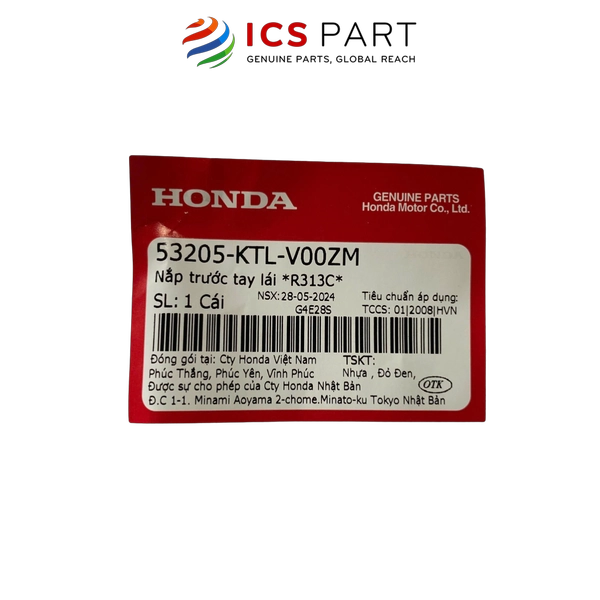 ICS PART
GENUINE PARTS, GLOBAL REACH
HONDA
GENUINE PARTS
Honda Motor Co., Ltd.
53205-KTL-V00ZM
Nắp trước tay lái *R313C*
SL: 1 Cái
NSX: 28-05-2024
G4E28S
Tiêu chuẩn áp dụng:
TCCS: 01|2008|HVN
Đóng gói tại: Cty Honda Việt Nam
Phúc Thắng, Phúc Yên, Vĩnh Phúc
Được sự cho phép của Cty Honda Nhật Bản
Đ.C 1-1. Minami Aoyama 2-chome.Minato-ku Tokyo Nhật Bản
TSKT:
Nhựa , Đỏ Đen,
OTK